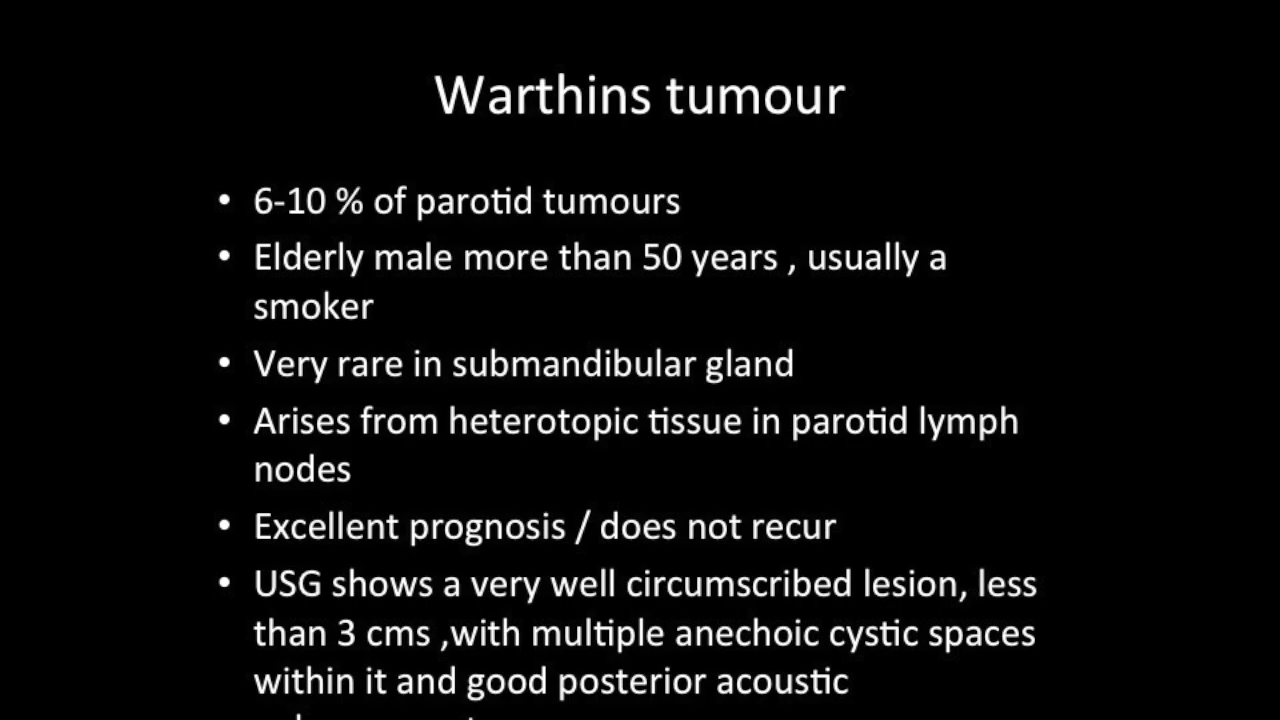 Warthins tumour
• 6-10 % of parotid tumours
• Elderly male more than 50 years , usually a
smoker
• Very rare in submandibular gland
• Arises from heterotopic tissue in parotid lymph
nodes
• Excellent prognosis / does not recur
• USG shows a very well circumscribed lesion, less
than 3 cms ,with multiple anechoic cystic spaces
within it and good posterior acoustic